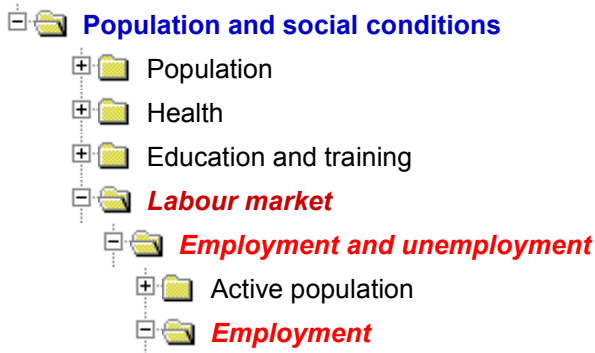 Population and social conditions
Population
Health
Education and training
Labour market
Employment and unemployment
Active population
Employment